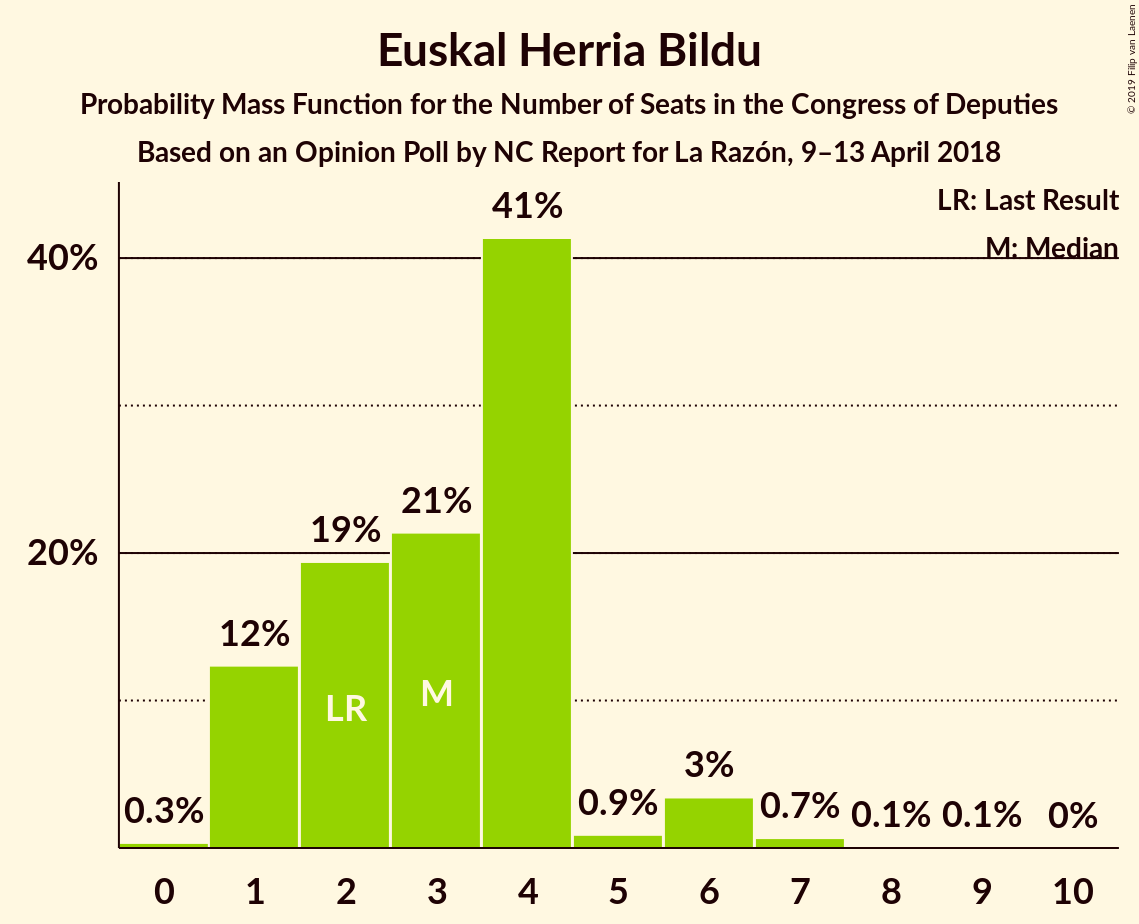 Euskal Herria Bildu
Probability Mass Function for the Number of Seats in the Congress of Deputies
Based on an Opinion Poll by NC Report for La Razón, 9–13 April 2018
© 2019 Filip van Laenen
LR: Last Result
M: Median
40%
20%
0.3%
12%
19%
21%
41%
0.9%
3%
0.7%
0.1%
0.1%
0%
LR
M
0 1 2 3 4 5 6 7 8 9 10